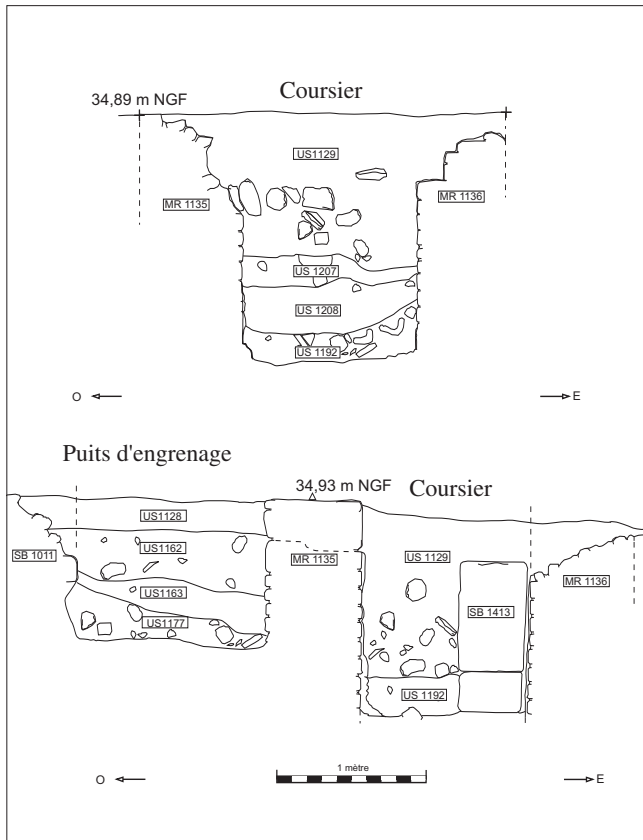 Coursier
34,89 m NGF
US1129
MR 1135
MR 1136
US 1207
US 1208
US 1192
O
E
Puits d'engrenage
34,93 m NGF
Coursier
US1128
US1162
SB 1011
MR 1135
US 1129
MR 1136
US1163
SB 1413
US1177
US 1192
1 mètre
O
E